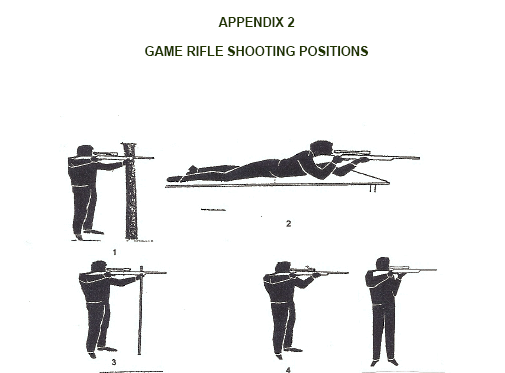 APPENDIX 2
GAME RIFLE SHOOTING POSITIONS
1
2
3
4